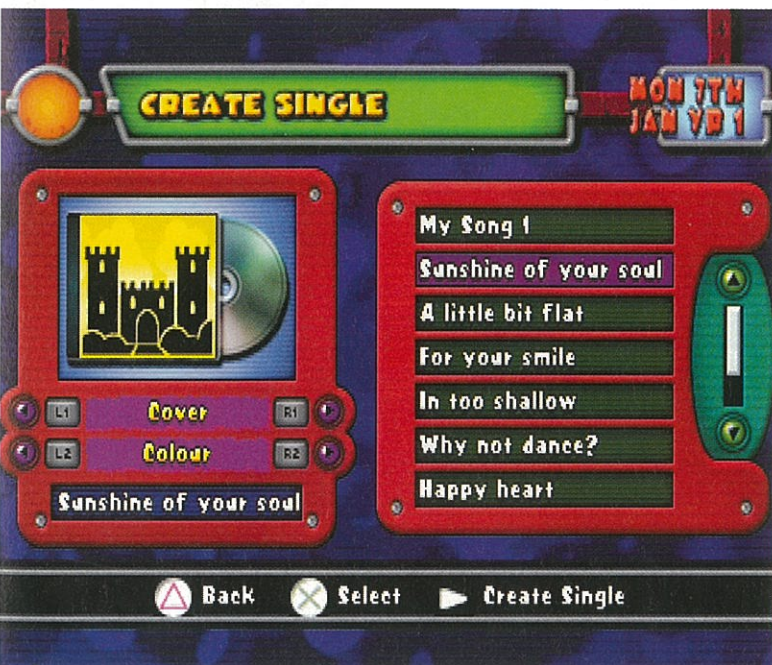 CREATE SINGLE
MON 7TH
JAN YR 1
My Song 1
Sunshine of your soul
A little bit flat
For your smile
In too shallow
Why not dance?
Happy heart
L1 Cover R1
L2 Colour R2
Sunshine of your soul
Back Select Create Single